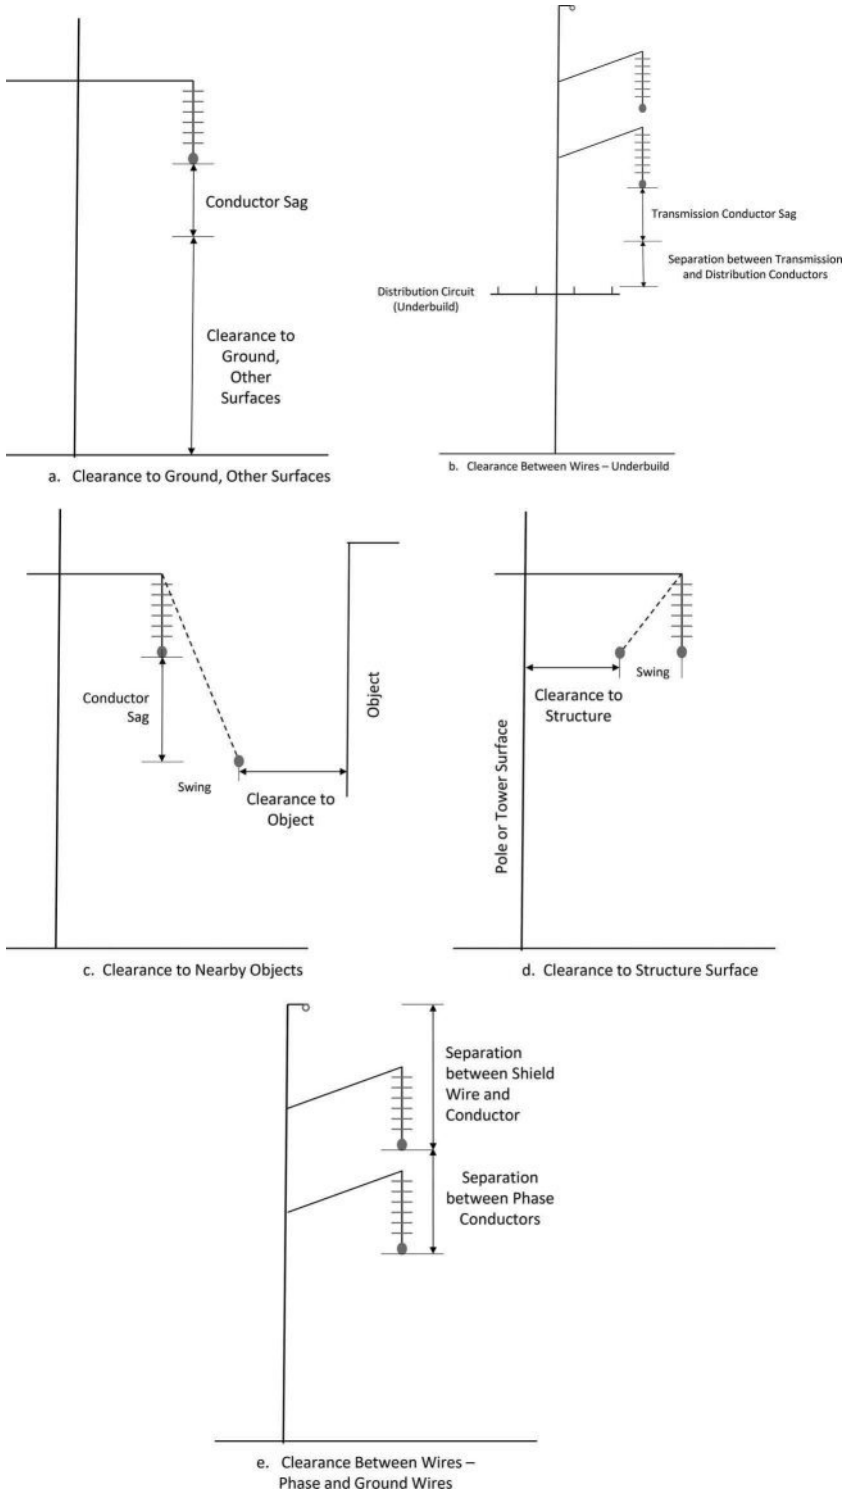 Conductor Sag
Clearance to
Ground,
Other
Surfaces
a. Clearance to Ground, Other Surfaces
Transmission Conductor Sag
Separation between Transmission
and Distribution Conductors
Distribution Circuit
(Underbuild)
b. Clearance Between Wires – Underbuild
Conductor
Sag
Swing
Clearance to
Object
Object
c. Clearance to Nearby Objects
Swing
Clearance to
Structure
Pole or Tower Surface
d. Clearance to Structure Surface
Separation
between Shield
Wire and
Conductor
Separation
between Phase
Conductors
e. Clearance Between Wires –
Phase and Ground Wires